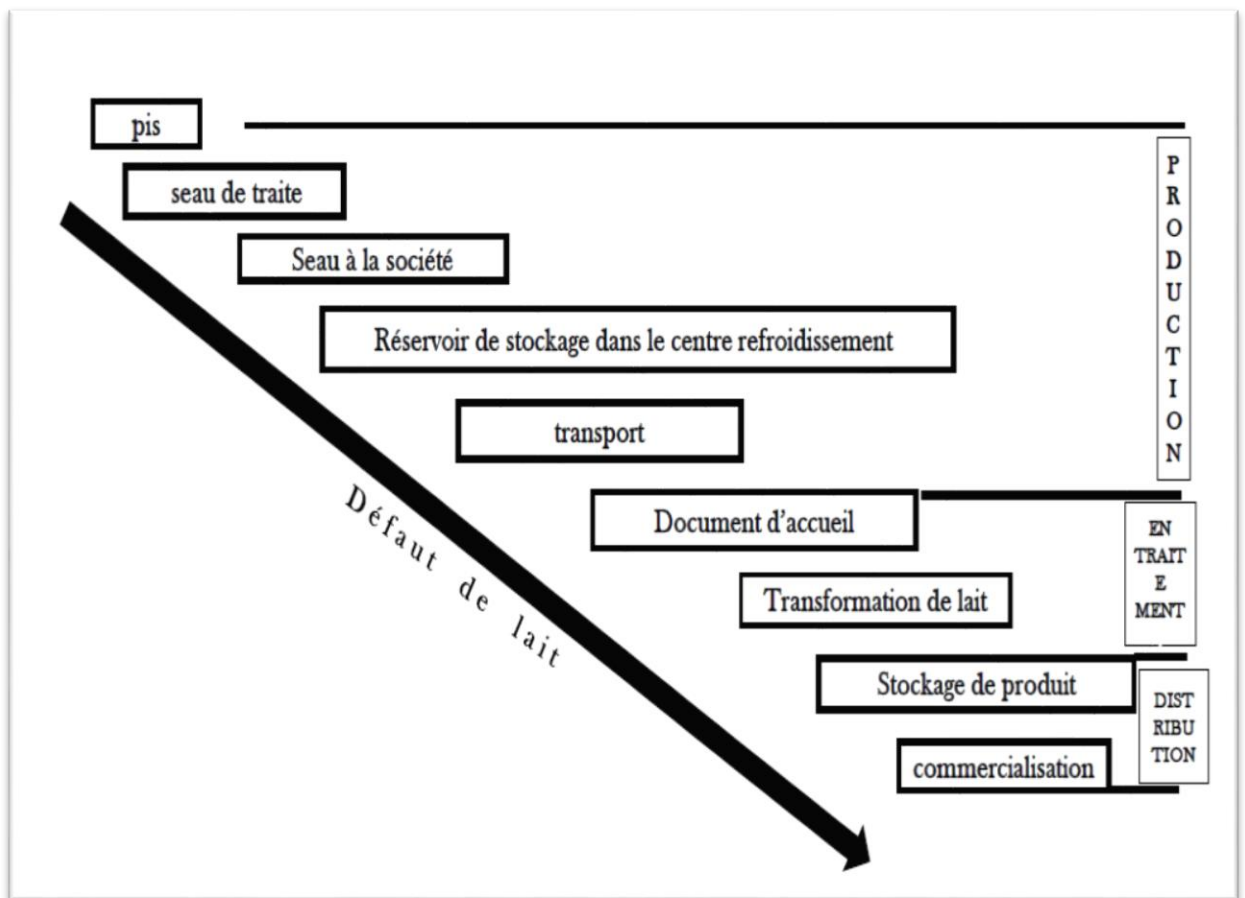 pis
seau de traite
Seau à la société
Réservoir de stockage dans le centre refroidissement
transport
Document d'accueil
Transformation de lait
Stockage de produit
commercialisation
Défaut de lait
P
R
O
D
U
C
T
I
O
N
EN
TRAIT
E
MENT
DIST
RIBU
TION